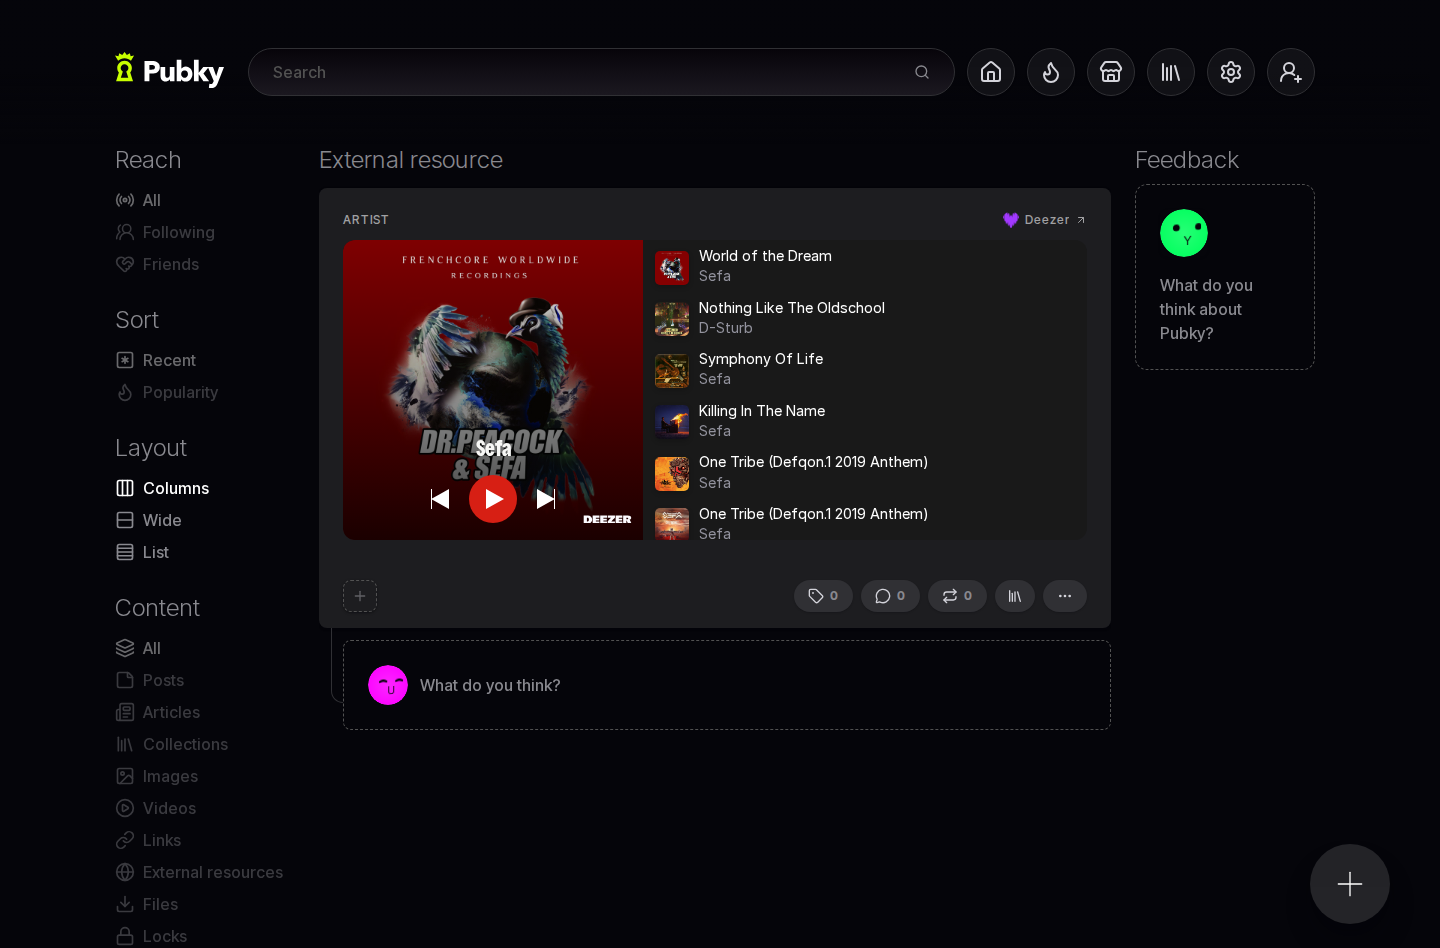 Pubky
Search
Reach
All
Following
Friends
Sort
Recent
Popularity
Layout
Columns
Wide
List
Content
All
Posts
Articles
Collections
Images
Videos
Links
External resources
Files
Locks
External resource
ARTIST
Deezer
FRENCHCORE WORLDWIDE
RECORDINGS
DR.PEACOCK
& SEFA
Sefa
DEEZER
World of the Dream
Sefa
Nothing Like The Oldschool
D-Sturb
Symphony Of Life
Sefa
Killing In The Name
Sefa
One Tribe (Defqon.1 2019 Anthem)
Sefa
One Tribe (Defqon.1 2019 Anthem)
Sefa
0
0
0
What do you think?
Feedback
What do you
think about
Pubky?